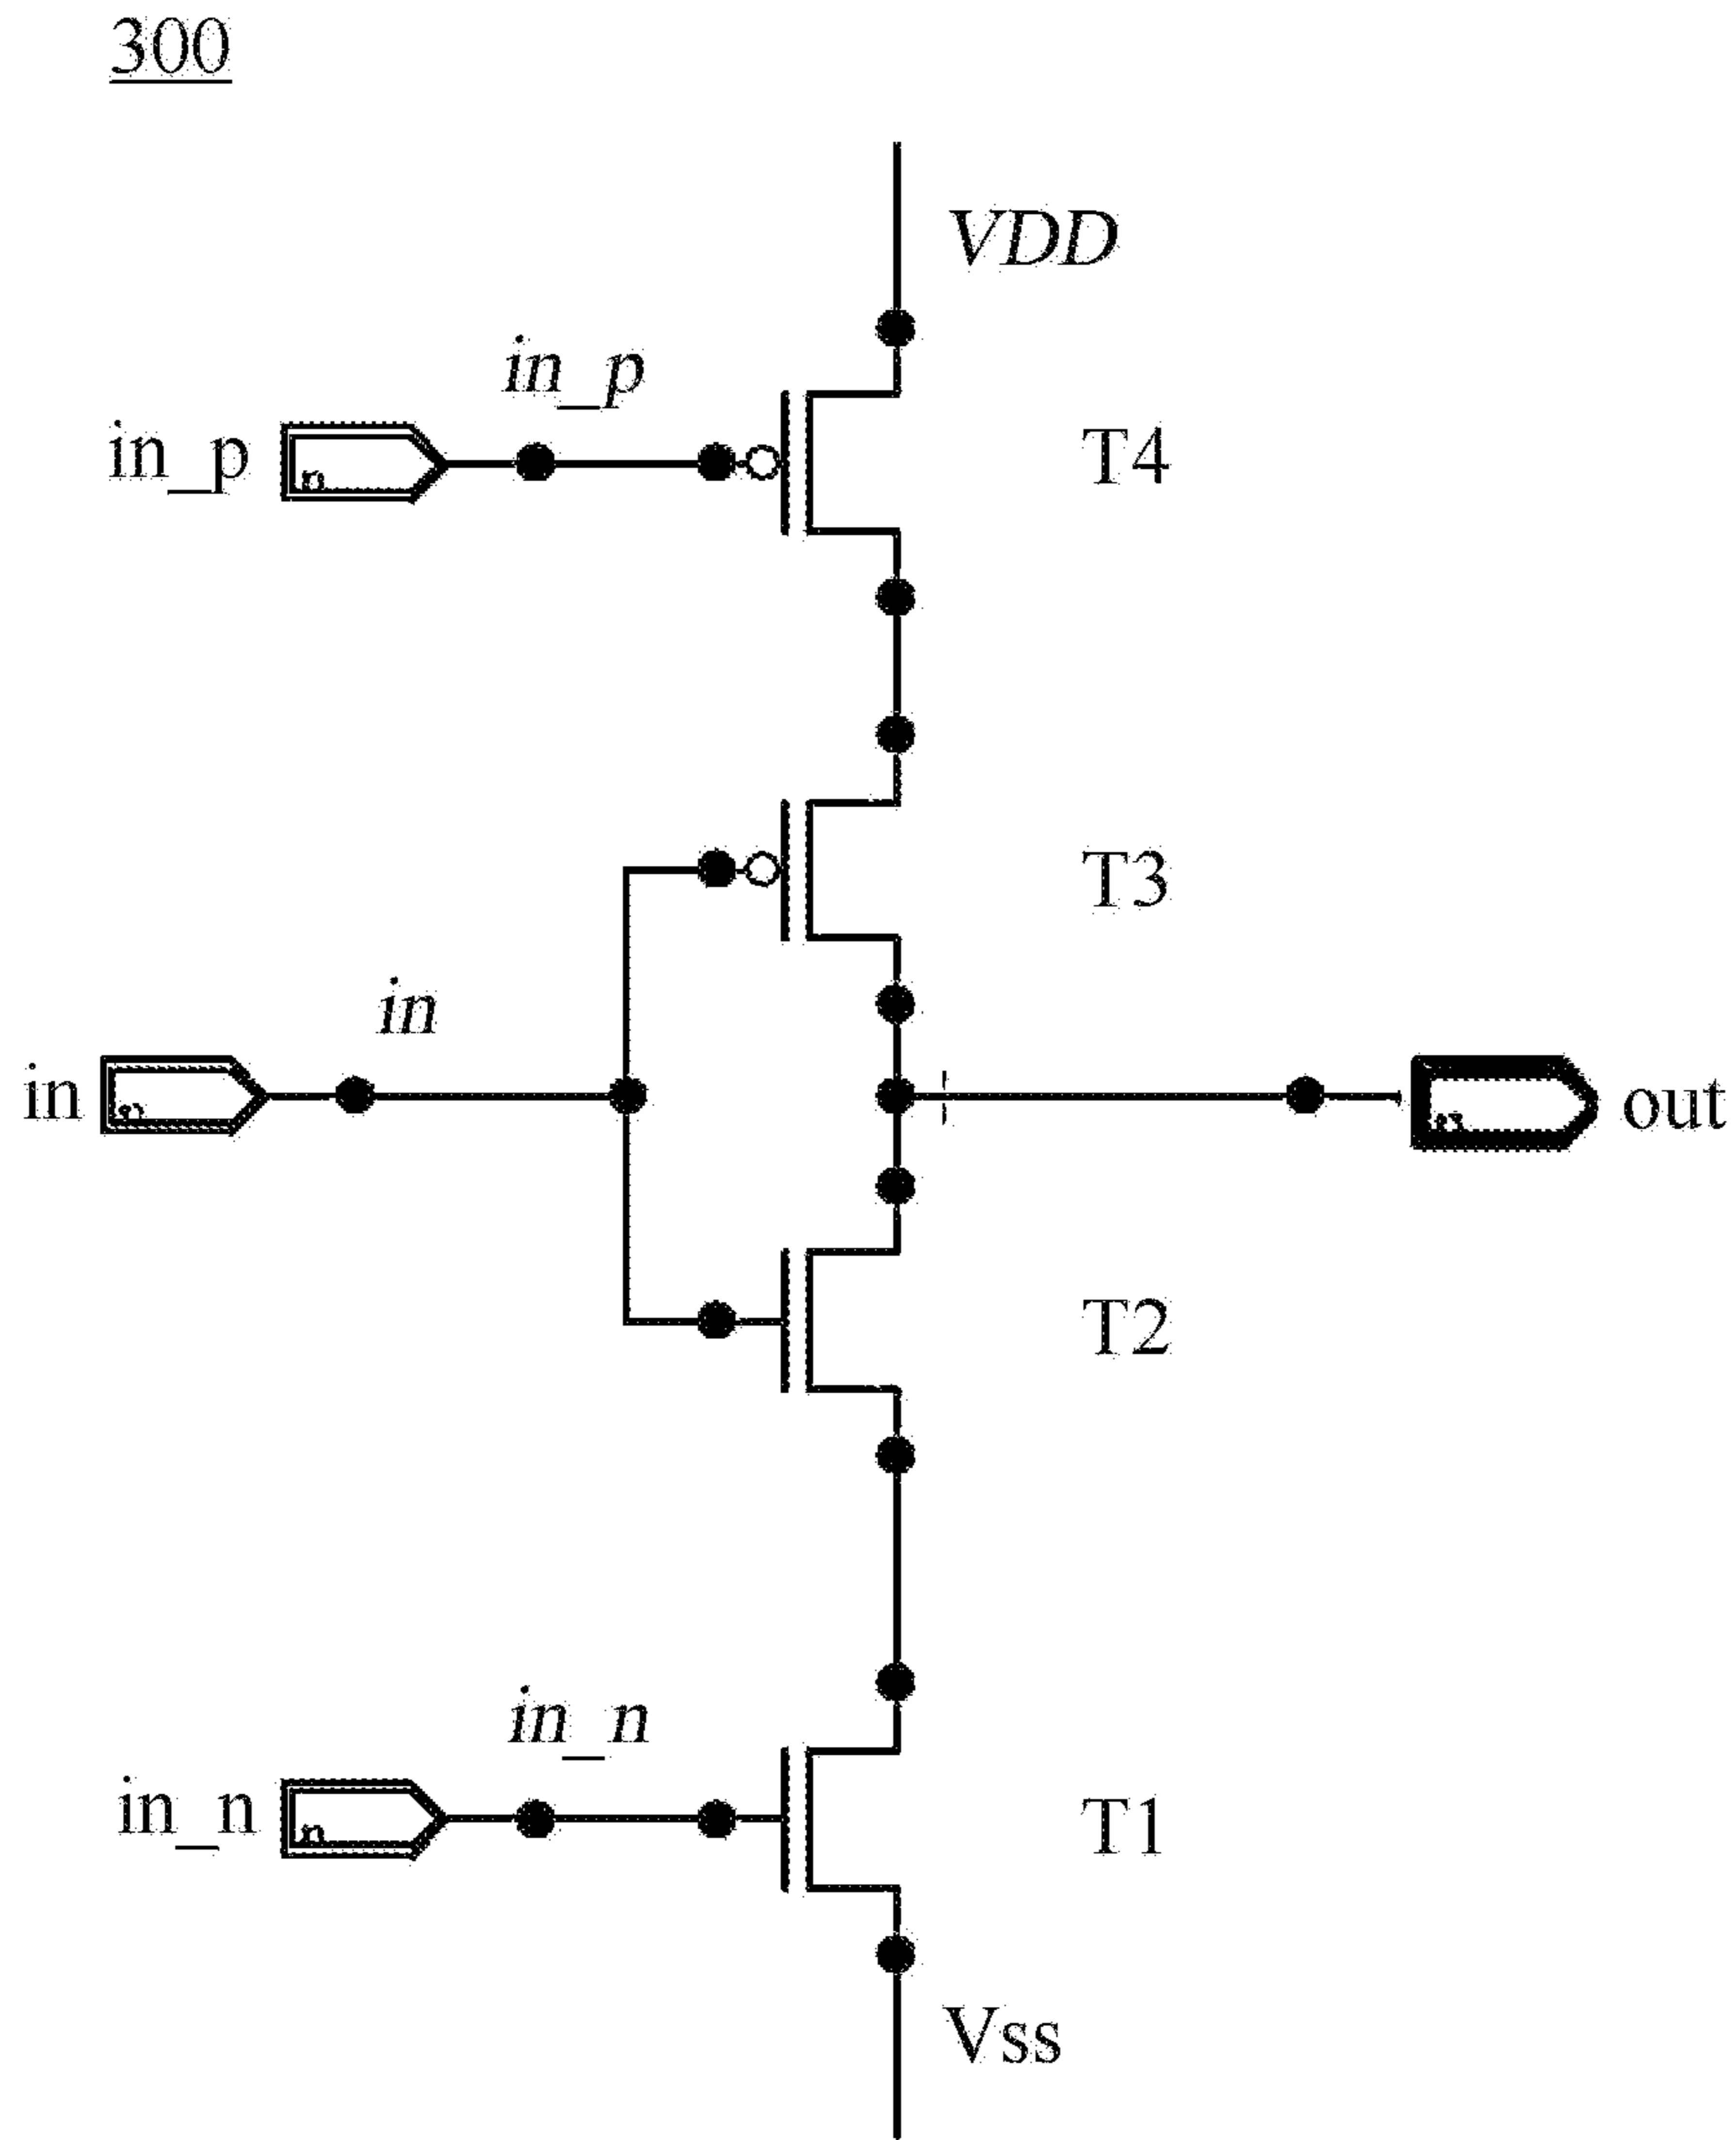 300
VDD
in_p
in_p
T4
T3
in
in
out
T2
in_n
in_n
T1
Vss